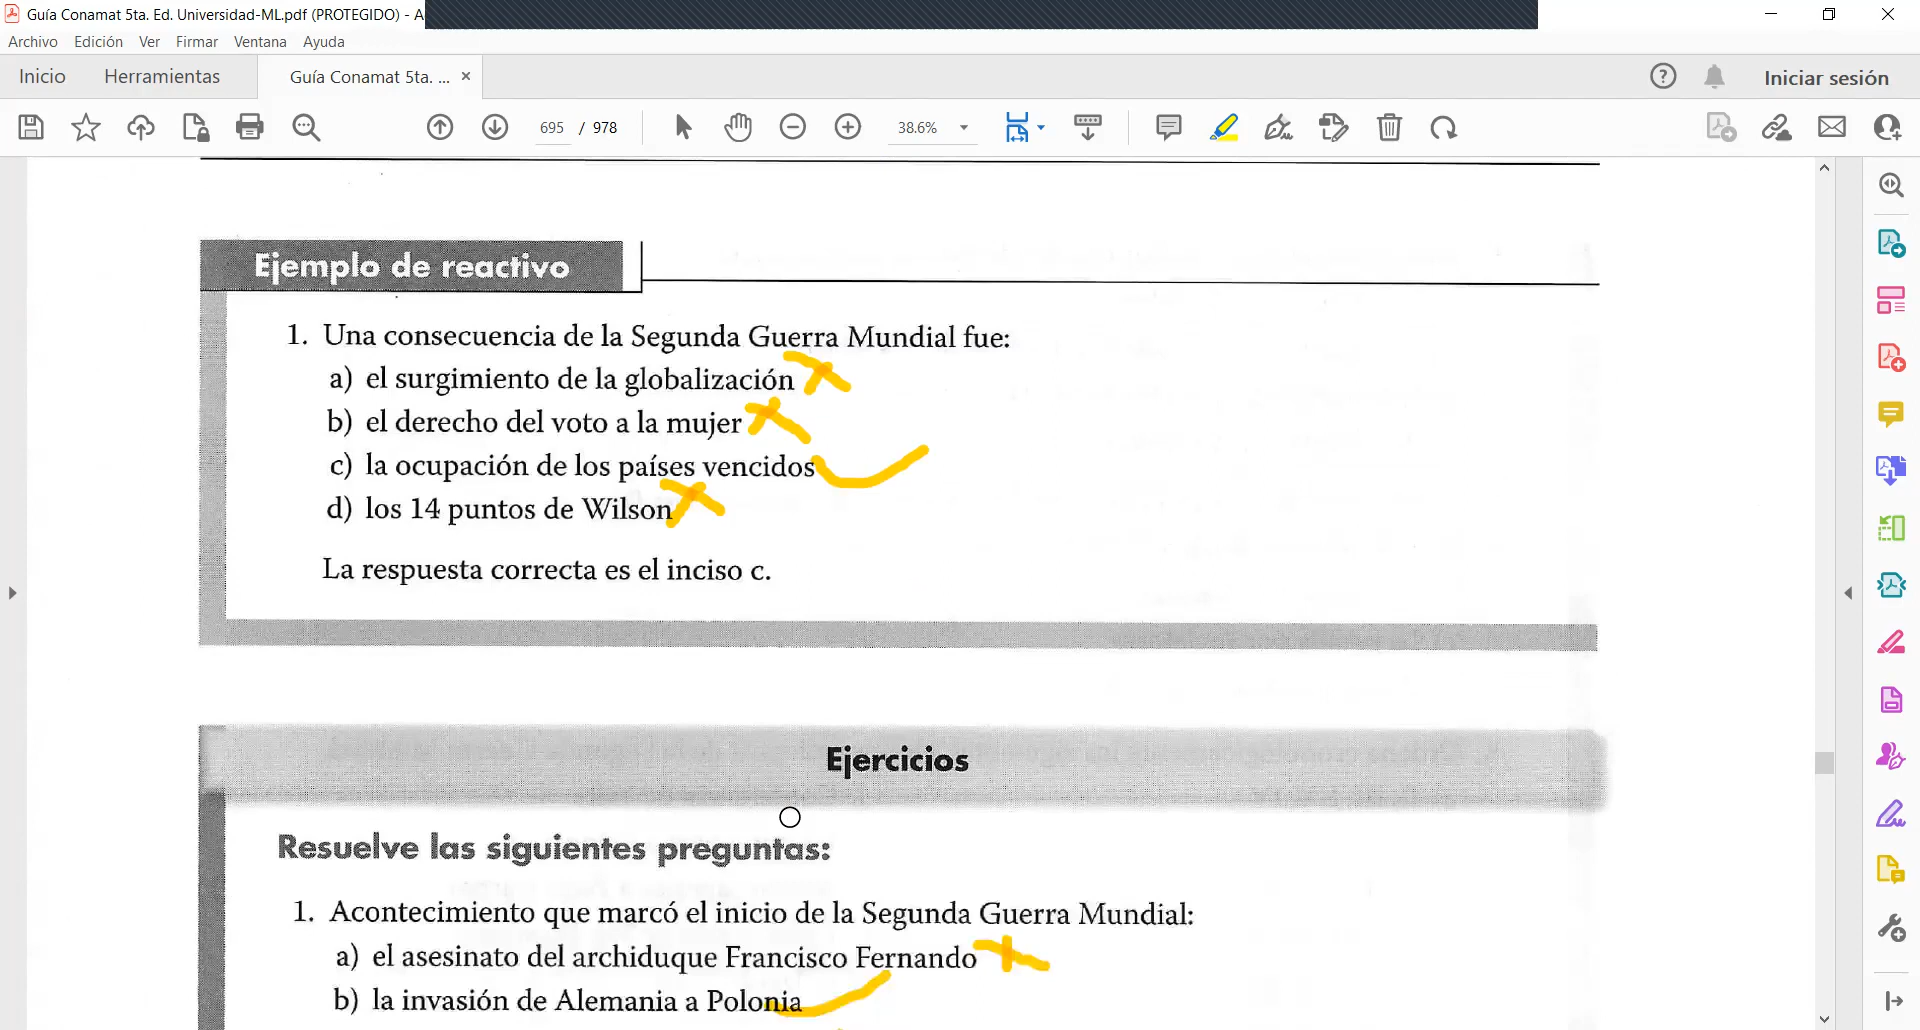 Guía Conamat 5ta. Ed. Universidad-ML.pdf (PROTEGIDO) - A
Archivo Edición Ver Firmar Ventana Ayuda
Inicio Herramientas Guía Conamat 5ta. ... × Iniciar sesión
695 / 978 38.6%
Ejemplo de reactivo
1. Una consecuencia de la Segunda Guerra Mundial fue:
a) el surgimiento de la globalización
b) el derecho del voto a la mujer
c) la ocupación de los países vencidos
d) los 14 puntos de Wilson
La respuesta correcta es el inciso c.
Ejercicios
Resuelve las siguientes preguntas:
1. Acontecimiento que marcó el inicio de la Segunda Guerra Mundial:
a) el asesinato del archiduque Francisco Fernando
b) la invasión de Alemania a Polonia